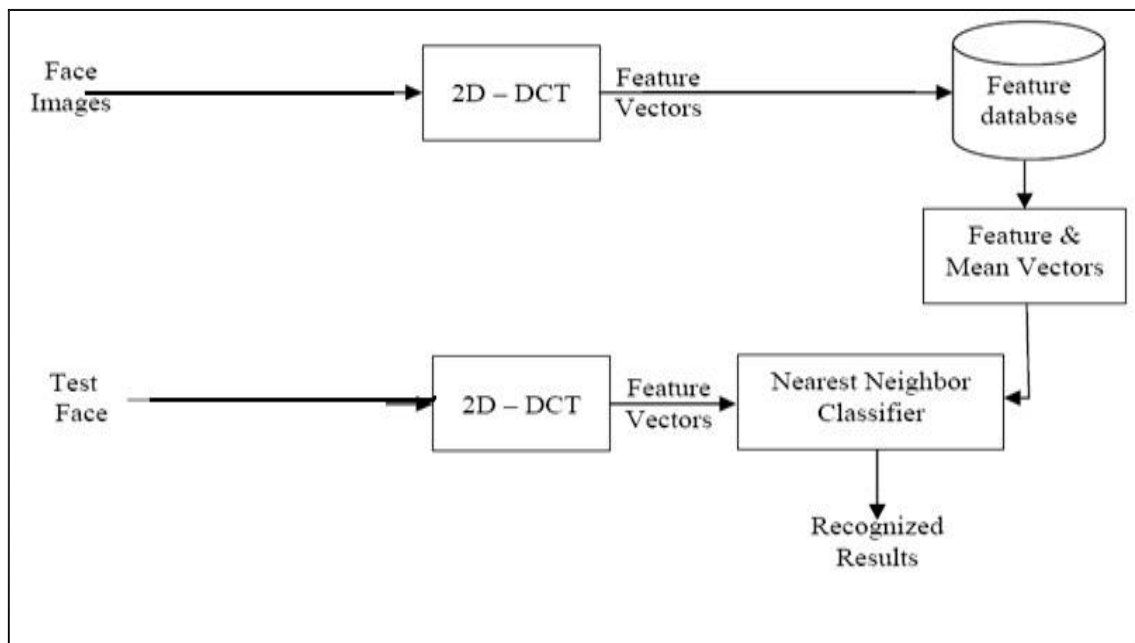 Face
Images
2D – DCT
Feature
Vectors
Feature
database
Feature &
Mean Vectors
Test
Face
2D – DCT
Feature
Vectors
Nearest Neighbor
Classifier
Recognized
Results